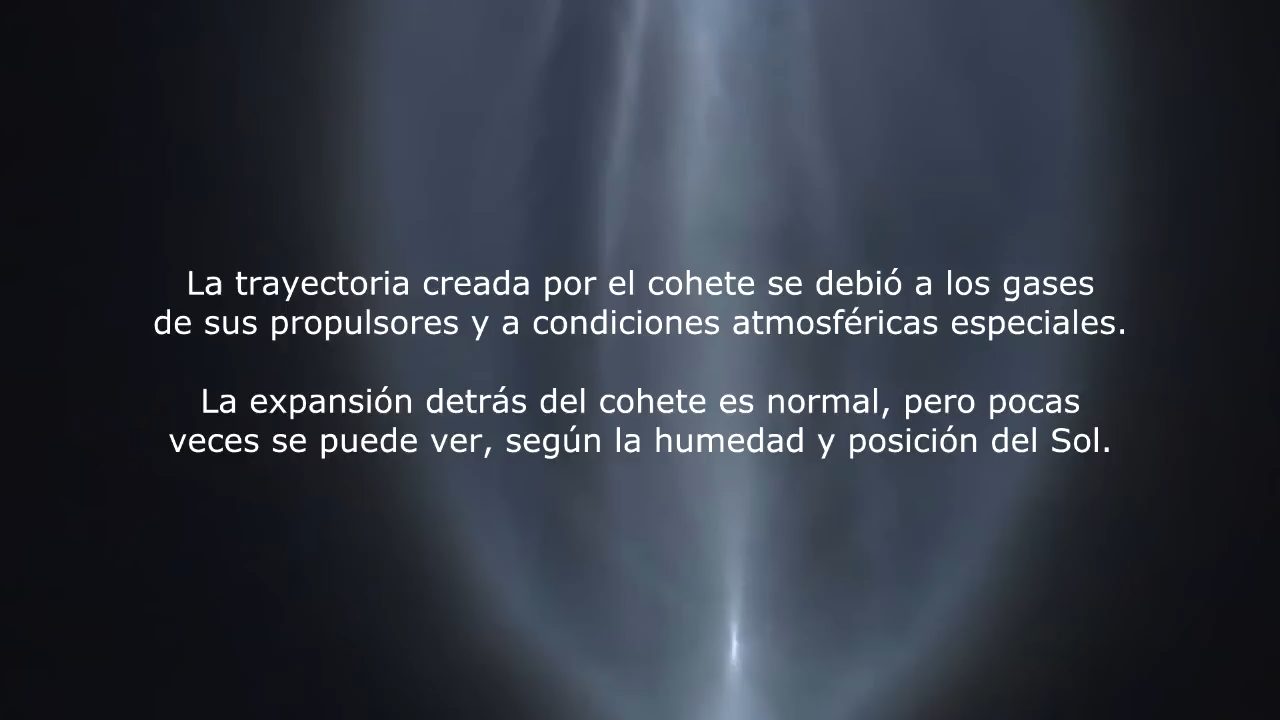 La trayectoria creada por el cohete se debió a los gases
de sus propulsores y a condiciones atmosféricas especiales.
La expansión detrás del cohete es normal, pero pocas
veces se puede ver, según la humedad y posición del Sol.